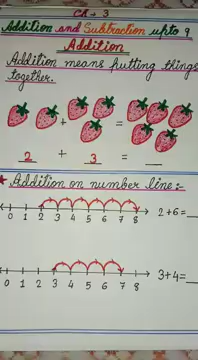 Ch - 3
Addition and Subtraction upto 9
Addition
Addition means putting things together.
+ =
2 + 3 = __
★ Addition on number line :-
0 1 2 3 4 5 6 7 8
2+6=__
0 1 2 3 4 5 6 7 8
3+4=__